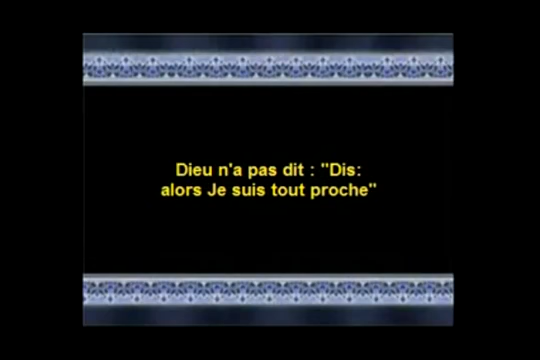 Dieu n'a pas dit : "Dis:
alors Je suis tout proche"